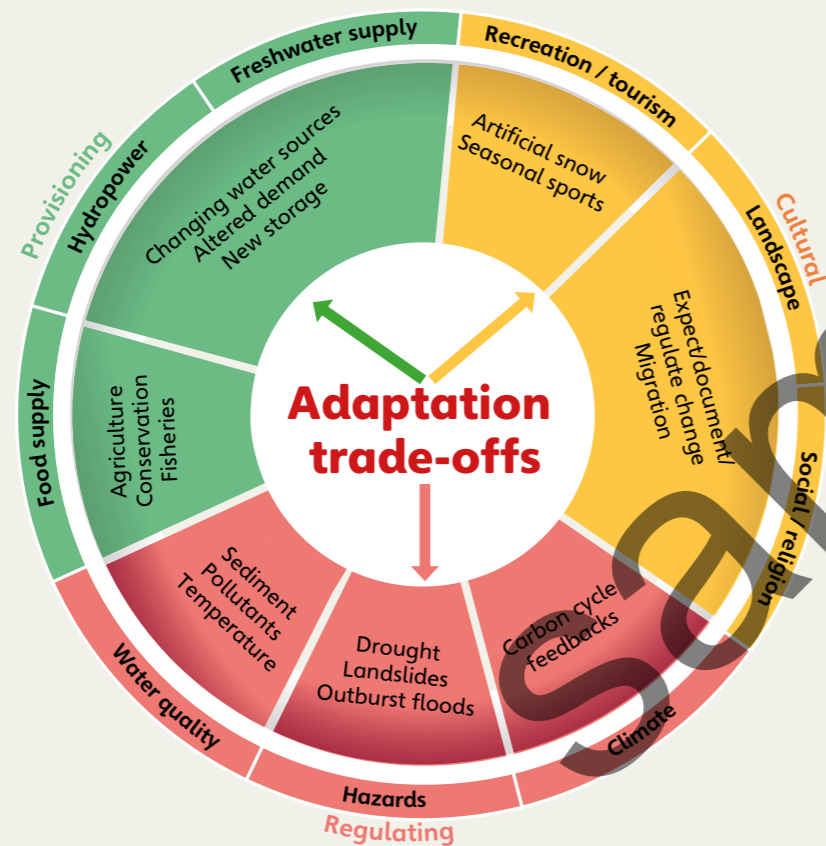 Freshwater supply
Recreation / tourism
Provisioning
Hydropower
Changing water sources
Altered demand
New storage
Artificial snow
Seasonal sports
Landscape
Cultural
Expect/document/
regulate change
Migration
Adaptation
trade-offs
Food supply
Agriculture
Conservation
Fisheries
Social / religion
Sediment
Pollutants
Temperature
Drought
Landslides
Outburst floods
Carbon cycle
feedbacks
Water quality
Hazards
Climate
Regulating